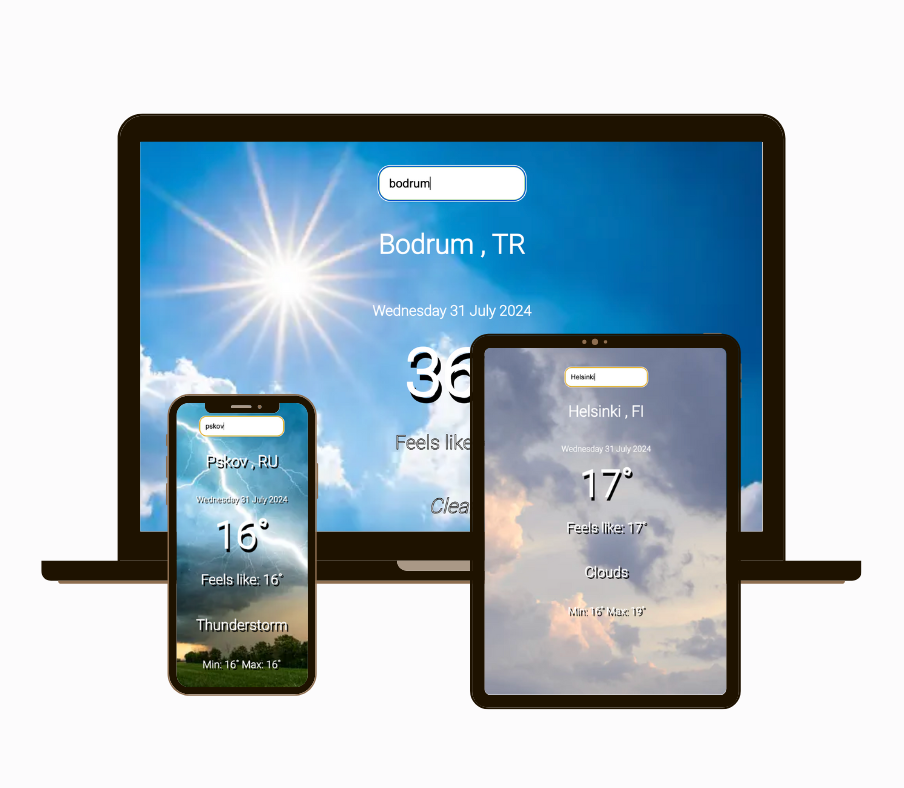 bodrum
Bodrum , TR
Wednesday 31 July 2024
36
Feels like
Clea
pskov
Pskov , RU
Wednesday 31 July 2024
16°
Feels like: 16°
Thunderstorm
Min: 16° Max: 16°
Helsinki
Helsinki , FI
Wednesday 31 July 2024
17°
Feels like: 17°
Clouds
Min: 16° Max: 19°